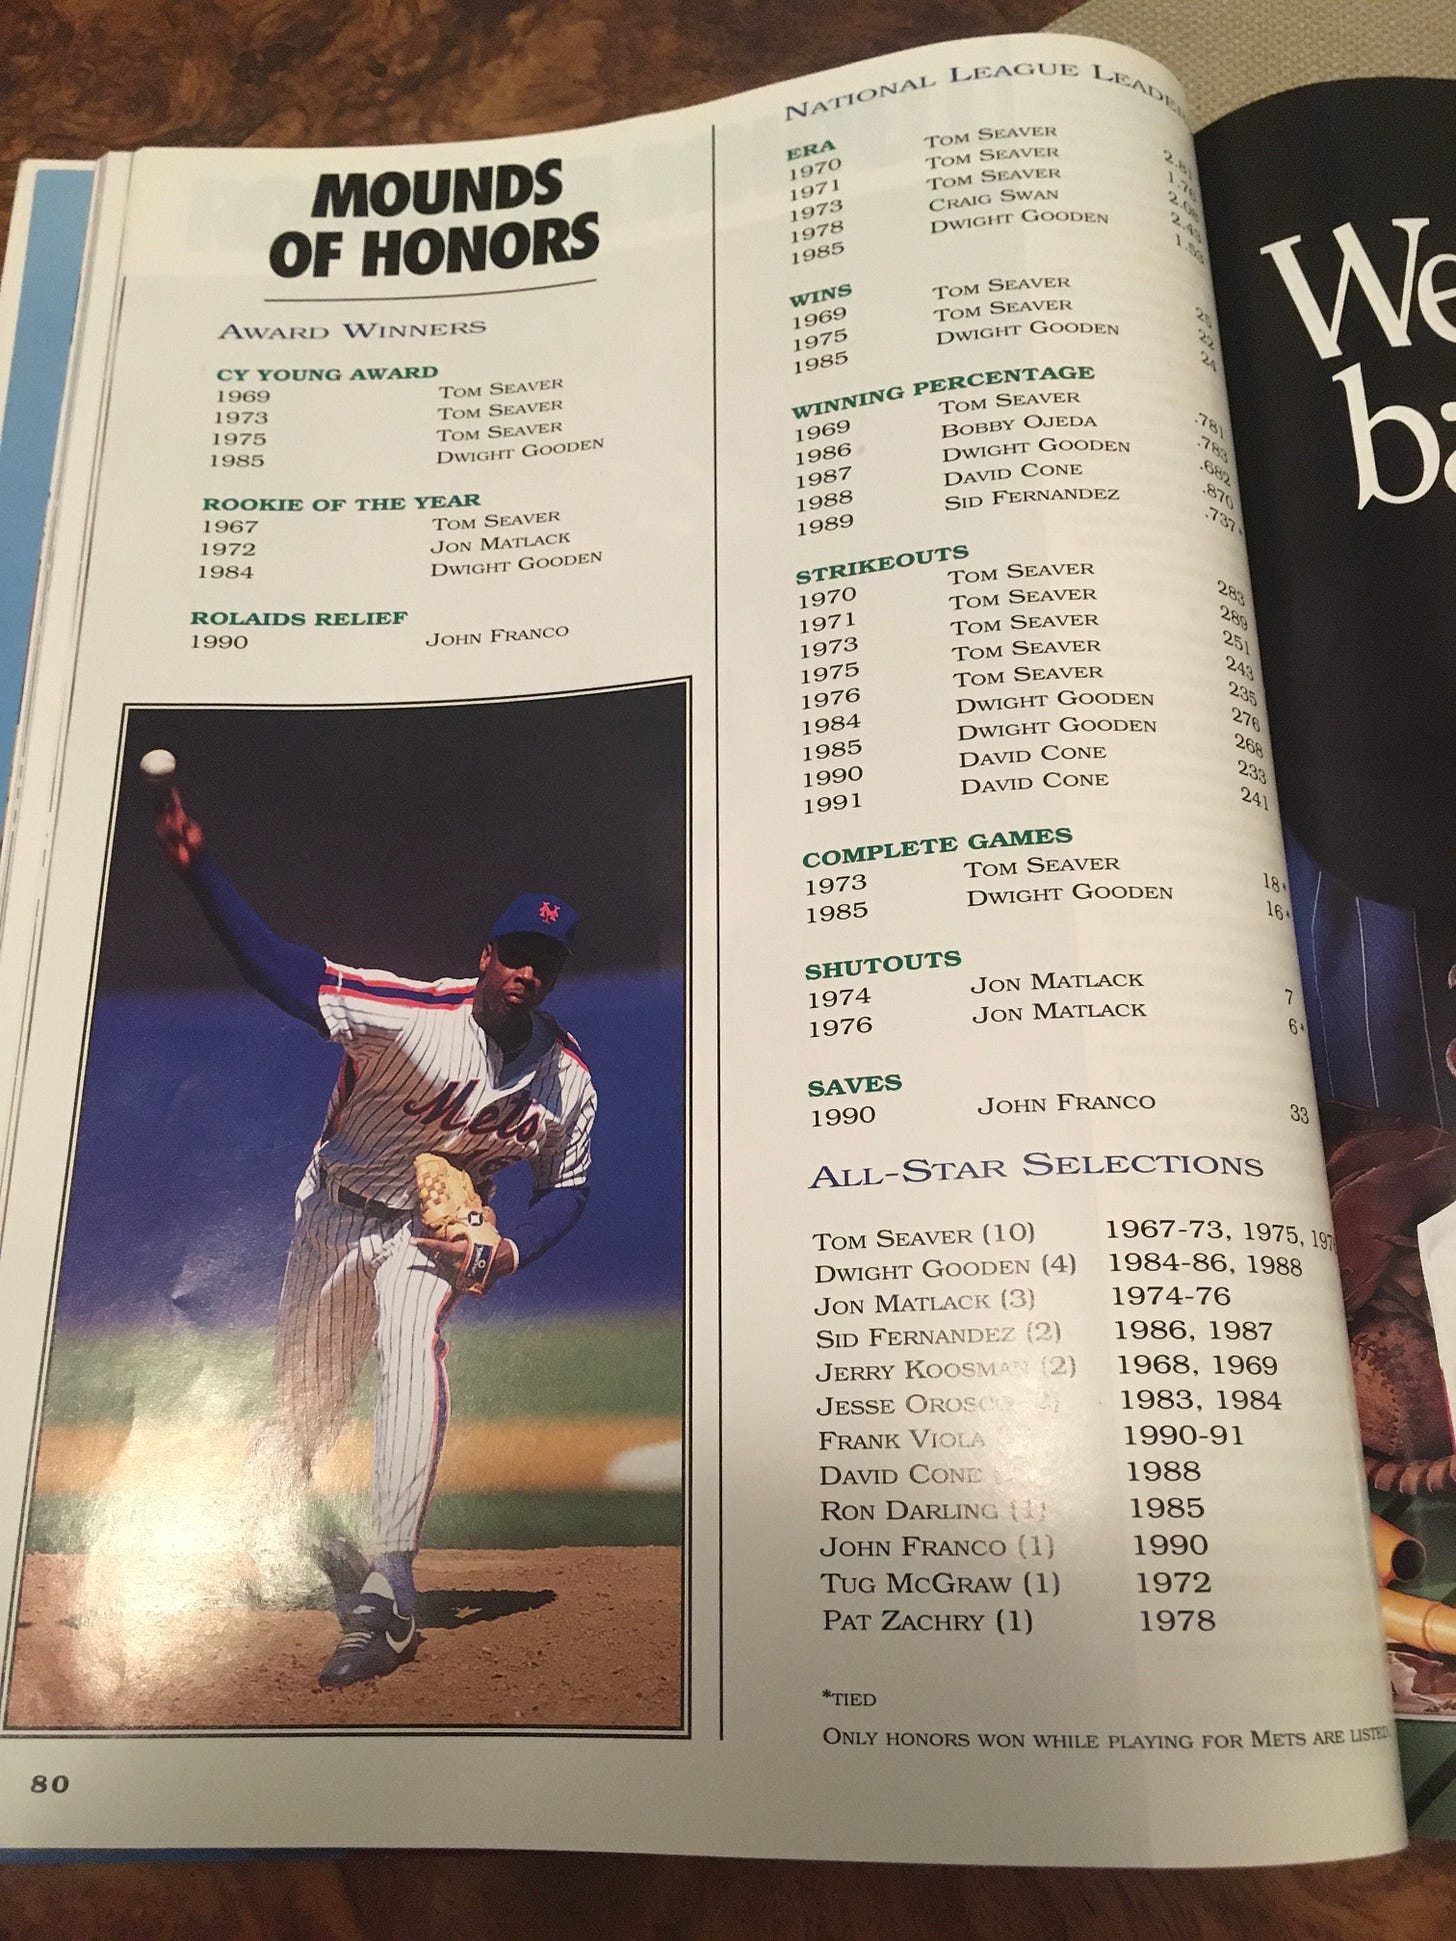 MOUNDS
OF HONORS
AWARD WINNERS
CY YOUNG AWARD
1969 TOM SEAVER
1973 TOM SEAVER
1975 TOM SEAVER
1985 DWIGHT GOODEN
ROOKIE OF THE YEAR
1967 TOM SEAVER
1972 JON MATLACK
1984 DWIGHT GOODEN
ROLAIDS RELIEF
1990 JOHN FRANCO
NM
Mets
80
NATIONAL LEAGUE
ERA
1970 TOM SEAVER
1971 TOM SEAVER
1973 TOM SEAVER
1978 CRAIG SWAN
1985 DWIGHT GOODEN
WINS
1969 TOM SEAVER 25
1975 TOM SEAVER 22
1985 DWIGHT GOODEN 24
WINNING PERCENTAGE
1969 TOM SEAVER .781
1986 BOBBY OJEDA .783
1987 DWIGHT GOODEN .682
1988 DAVID CONE .870
1989 SID FERNANDEZ .737*
STRIKEOUTS
1970 TOM SEAVER 283
1971 TOM SEAVER 289
1973 TOM SEAVER 251
1975 TOM SEAVER 243
1976 TOM SEAVER 235
1984 DWIGHT GOODEN 276
1985 DWIGHT GOODEN 268
1990 DAVID CONE 233
1991 DAVID CONE 241
COMPLETE GAMES
1973 TOM SEAVER 18*
1985 DWIGHT GOODEN 16*
SHUTOUTS
1974 JON MATLACK 7
1976 JON MATLACK 6*
SAVES
1990 JOHN FRANCO 33
ALL-STAR SELECTIONS
TOM SEAVER (10) 1967-73, 1975,
DWIGHT GOODEN (4) 1984-86, 1988
JON MATLACK (3) 1974-76
SID FERNANDEZ (2) 1986, 1987
JERRY KOOSMAN (2) 1968, 1969
JESSE OROSCO 1983, 1984
FRANK VIOLA 1990-91
DAVID CONE 1988
RON DARLING (1) 1985
JOHN FRANCO (1) 1990
TUG MCGRAW (1) 1972
PAT ZACHRY (1) 1978
*TIED
ONLY HONORS WON WHILE PLAYING FOR METS ARE LISTED
We